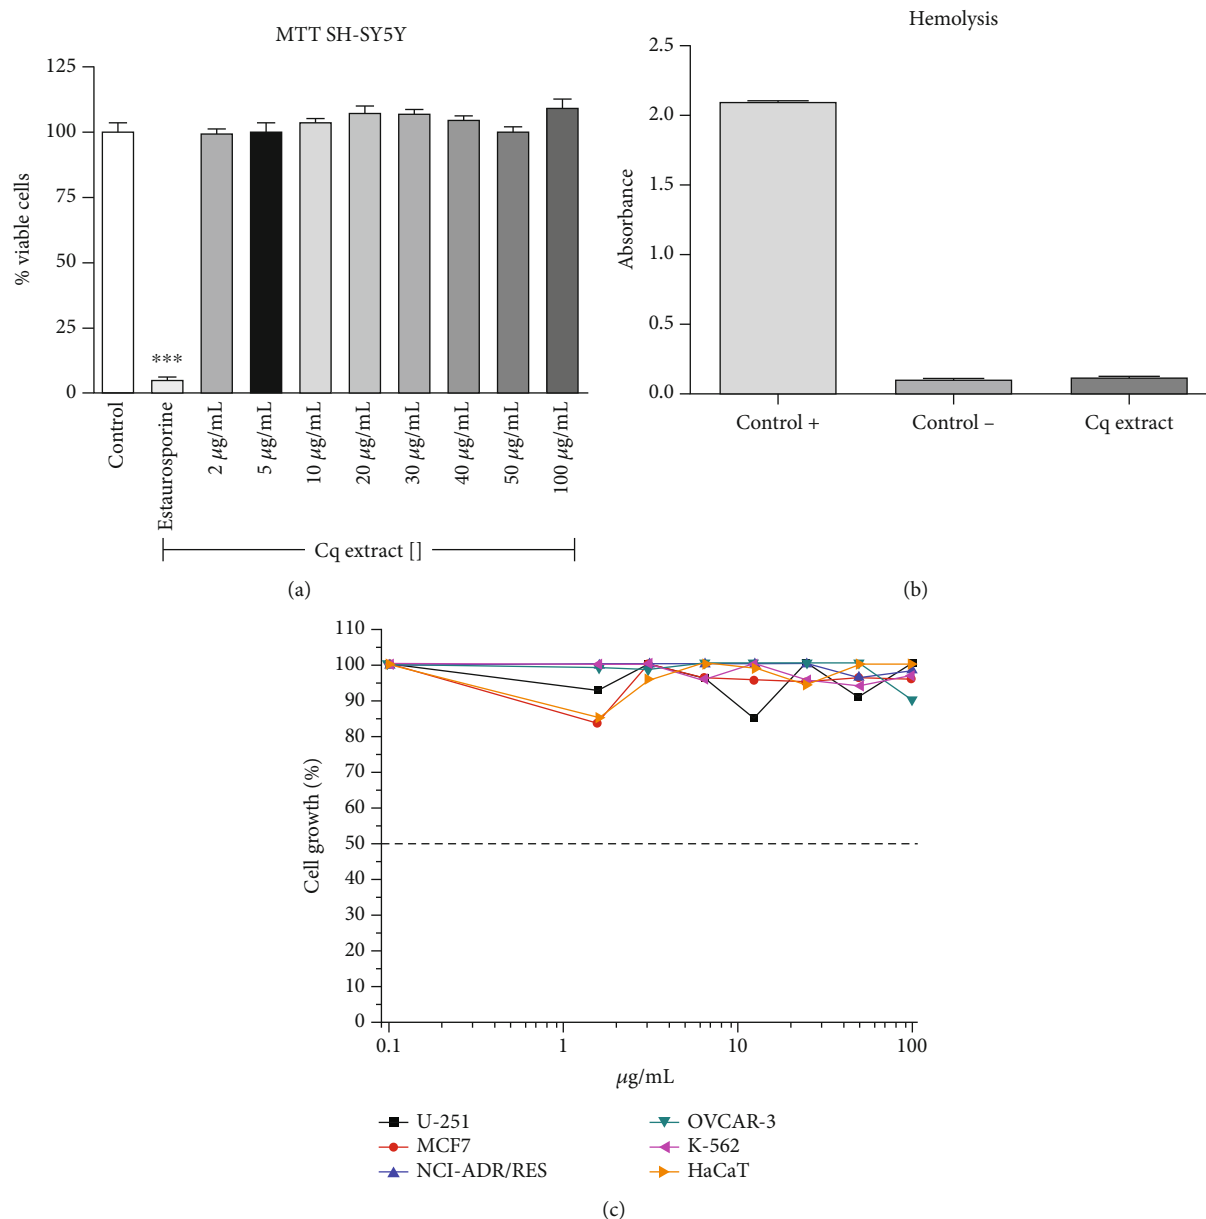 MTT SH-SY5Y
% viable cells
125
100
75
50
25
0
***
Control
Estaurosporine
2 μg/mL
5 μg/mL
10 μg/mL
20 μg/mL
30 μg/mL
40 μg/mL
50 μg/mL
100 μg/mL
Cq extract []
(a)
Hemolysis
Absorbance
2.5
2.0
1.5
1.0
0.5
0.0
Control +
Control –
Cq extract
(b)
Cell growth (%)
110
100
90
80
70
60
50
40
30
20
10
0
0.1
1
10
100
μg/mL
U-251
MCF7
NCI-ADR/RES
OVCAR-3
K-562
HaCaT
(c)